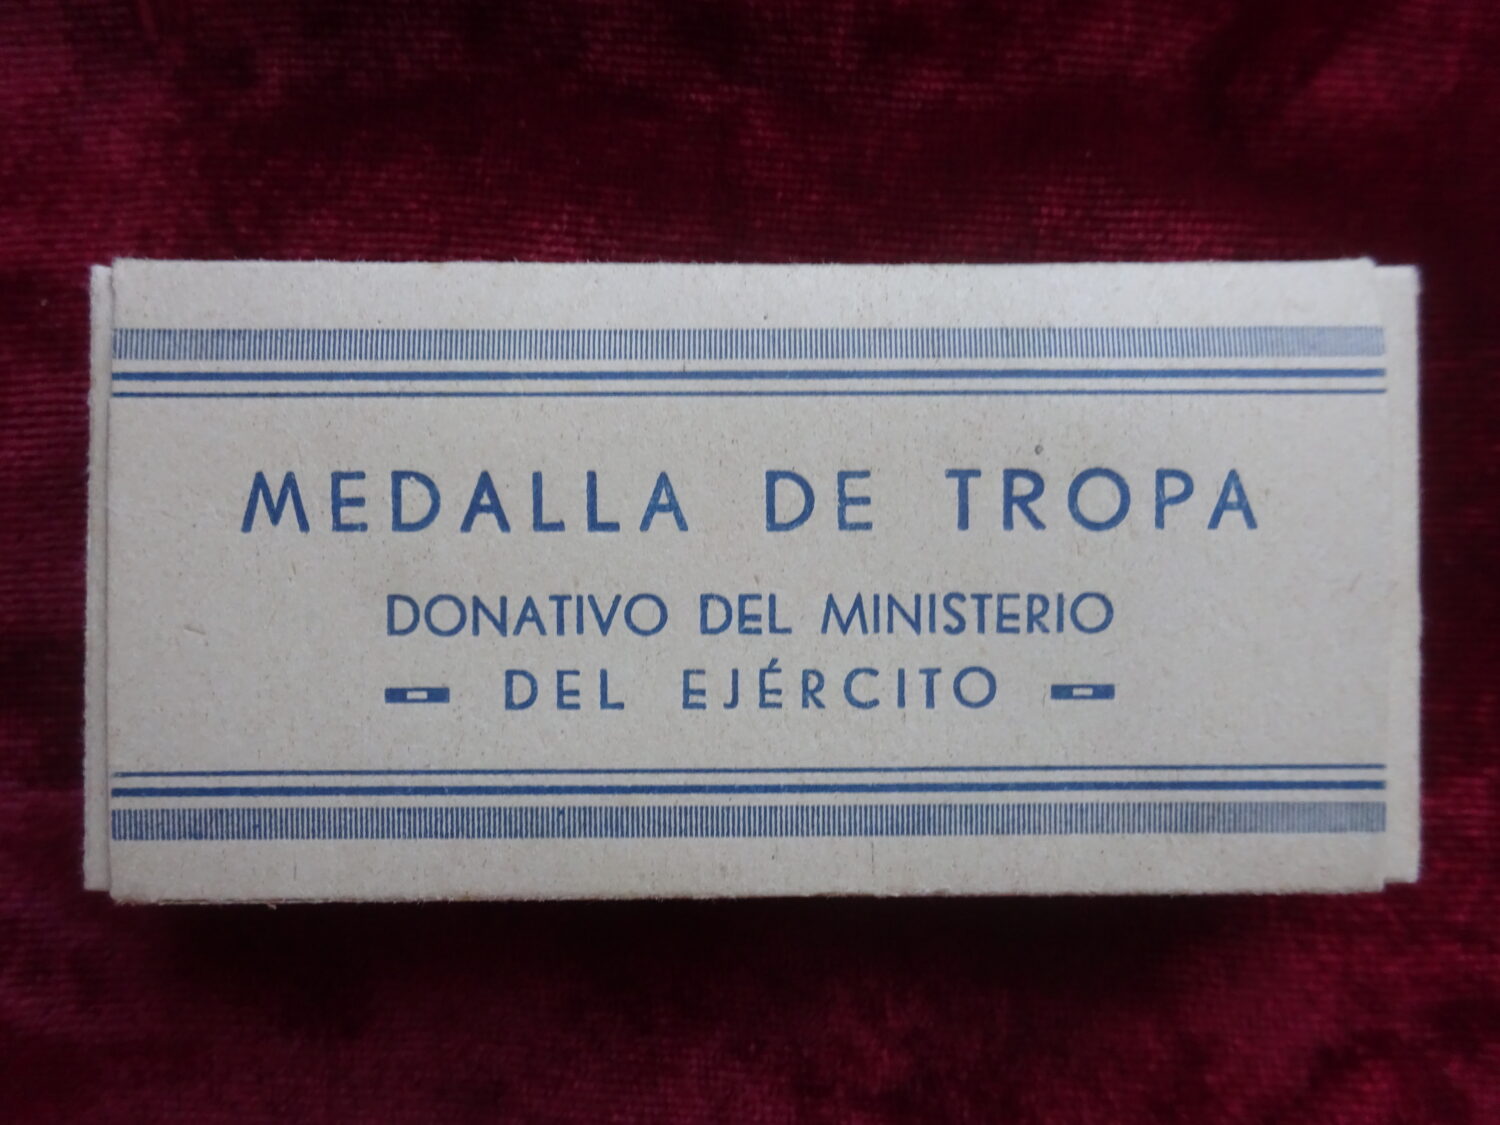 MEDALLA DE TROPA
DONATIVO DEL MINISTERIO
DEL EJÉRCITO